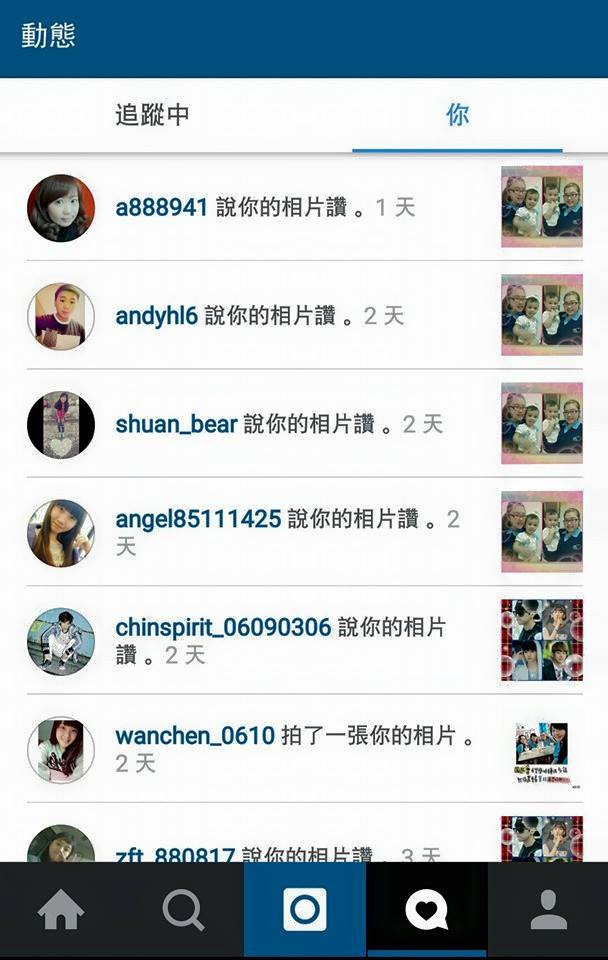 動態
追蹤中
你
a888941 說你的相片讚 。1 天
andyhl6 說你的相片讚 。2 天
shuan_bear 說你的相片讚 。2 天
angel85111425 說你的相片讚 。2
天
chinspirit_06090306 說你的相片
讚 。2 天
wanchen_0610 拍了一張你的相片 。
2 天
zft_880817 說你的相片讚 。3 天